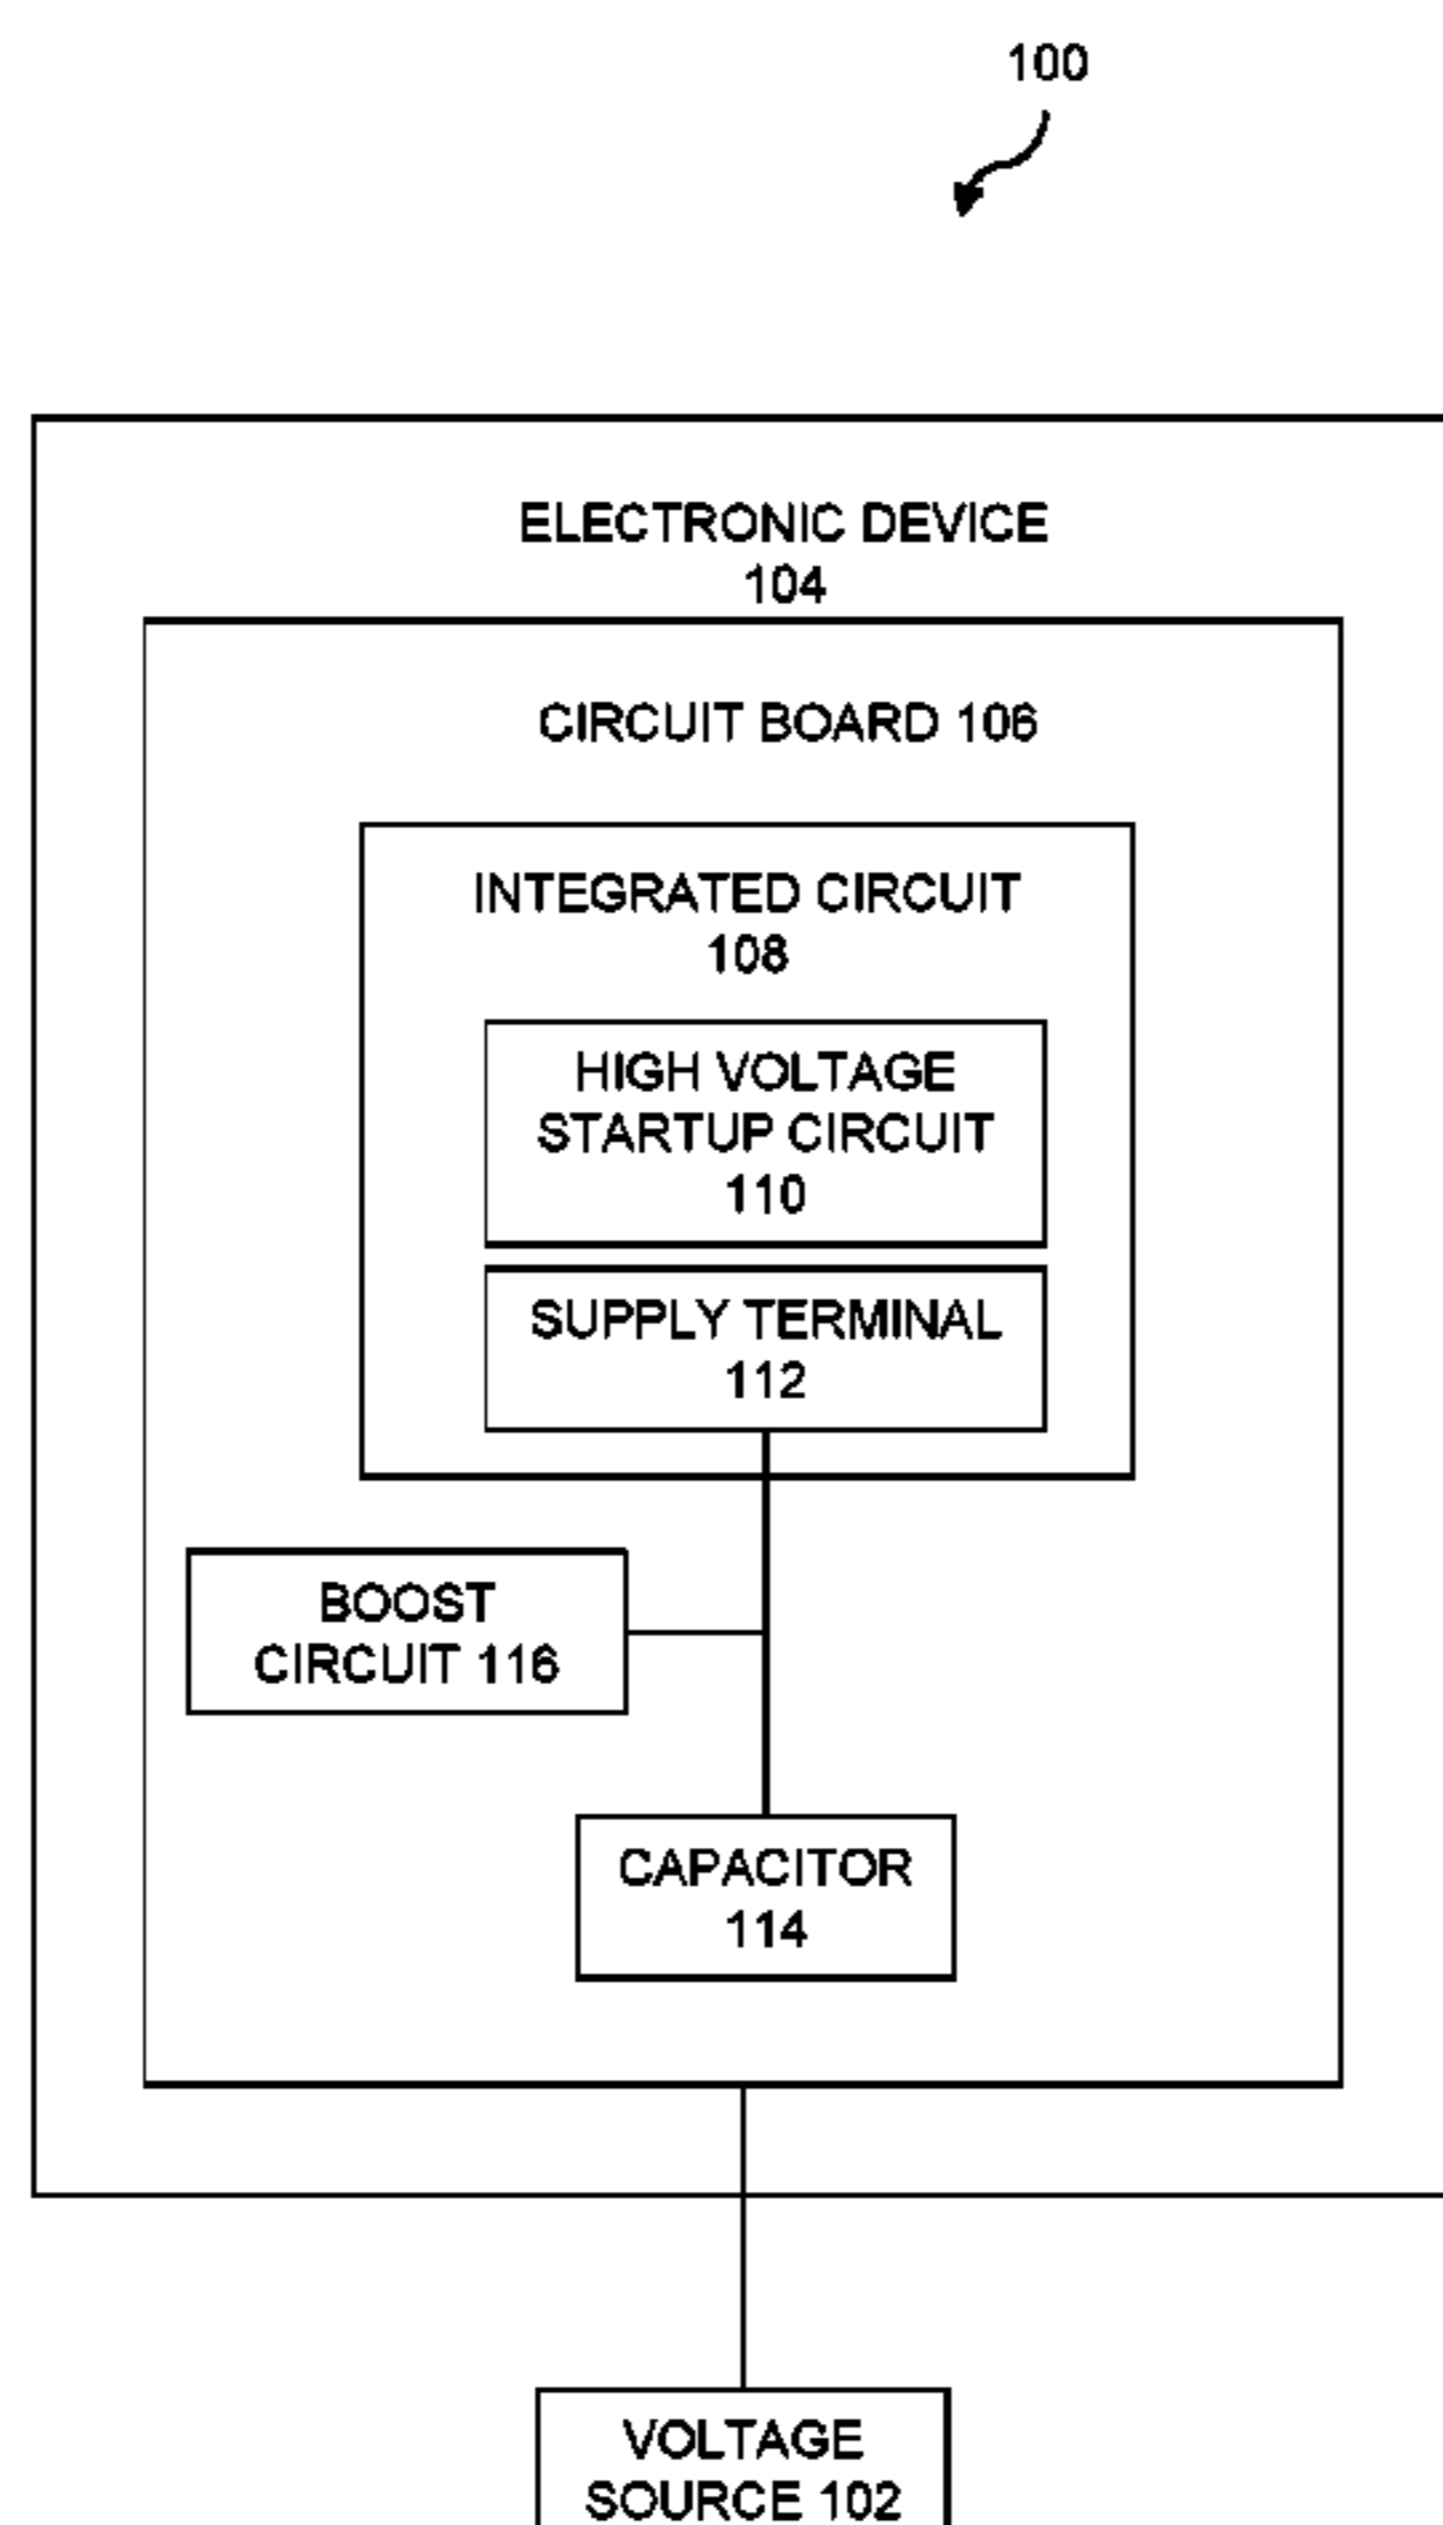 100
ELECTRONIC DEVICE
104
CIRCUIT BOARD 106
INTEGRATED CIRCUIT
108
HIGH VOLTAGE
STARTUP CIRCUIT
110
SUPPLY TERMINAL
112
BOOST
CIRCUIT 116
CAPACITOR
114
VOLTAGE
SOURCE 102